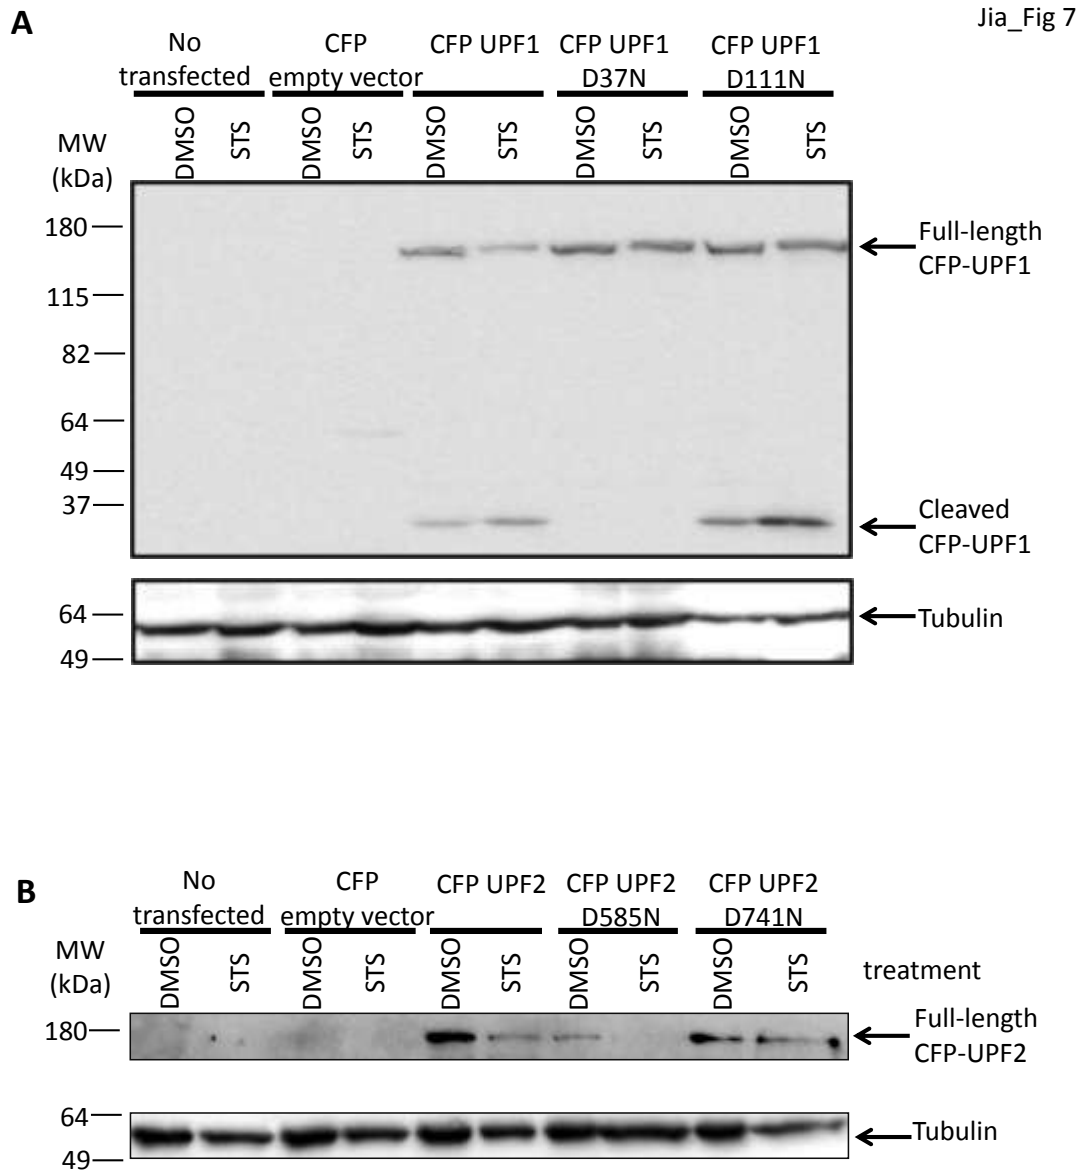 Jia_Fig 7
A
No transfected
CFP empty vector
CFP UPF1
CFP UPF1 D37N
CFP UPF1 D111N
DMSO STS DMSO STS DMSO STS DMSO STS DMSO STS
MW (kDa)
180
115
82
64
49
37
Full-length CFP-UPF1
Cleaved CFP-UPF1
64
49
Tubulin
B
No transfected
CFP empty vector
CFP UPF2
CFP UPF2 D585N
CFP UPF2 D741N
DMSO STS DMSO STS DMSO STS DMSO STS DMSO STS
treatment
MW (kDa)
180
Full-length CFP-UPF2
64
49
Tubulin